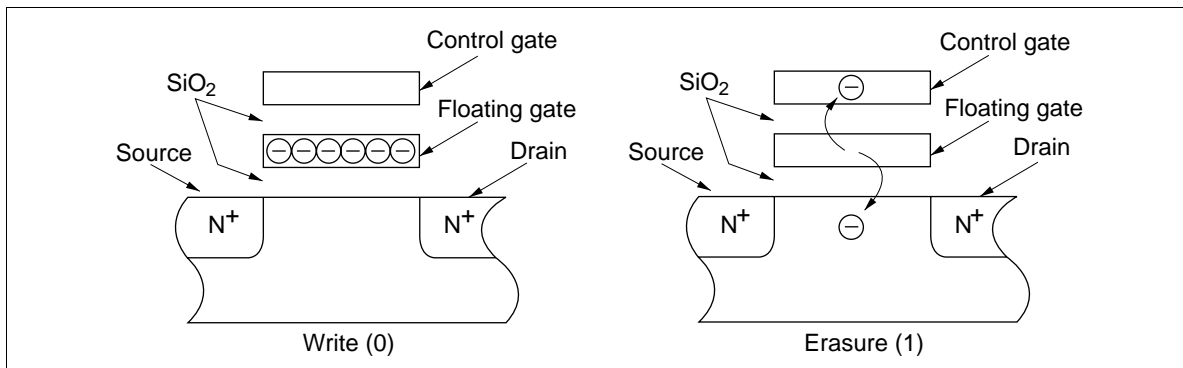 Control gate
SiO2
Floating gate
Source
Drain
− − − − − −
N+
N+
Write (0)
Control gate
−
SiO2
Floating gate
Source
Drain
N+
−
N+
Erasure (1)